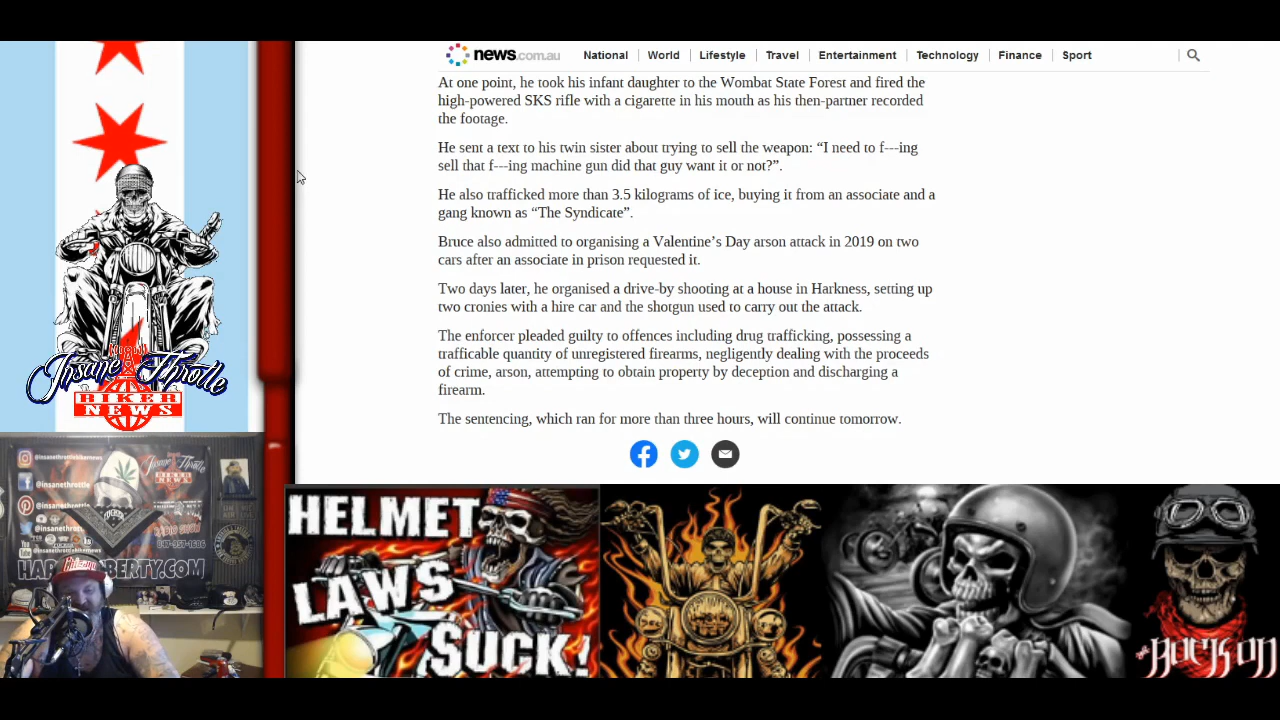 news.com.au
National World Lifestyle Travel Entertainment Technology Finance Sport
At one point, he took his infant daughter to the Wombat State Forest and fired the
high-powered SKS rifle with a cigarette in his mouth as his then-partner recorded
the footage.
He sent a text to his twin sister about trying to sell the weapon: “I need to f---ing
sell that f---ing machine gun did that guy want it or not?”.
He also trafficked more than 3.5 kilograms of ice, buying it from an associate and a
gang known as “The Syndicate”.
Bruce also admitted to organising a Valentine’s Day arson attack in 2019 on two
cars after an associate in prison requested it.
Two days later, he organised a drive-by shooting at a house in Harkness, setting up
two cronies with a hire car and the shotgun used to carry out the attack.
The enforcer pleaded guilty to offences including drug trafficking, possessing a
trafficable quantity of unregistered firearms, negligently dealing with the proceeds
of crime, arson, attempting to obtain property by deception and discharging a
firearm.
The sentencing, which ran for more than three hours, will continue tomorrow.
Insane Throttle
BIKER
NEWS
@insanethrottlebikernews
@insanethrottle
@insanethrottle
@insanethrottlebikernews
HELMET
LAWS
SUCK!
ROCK ON